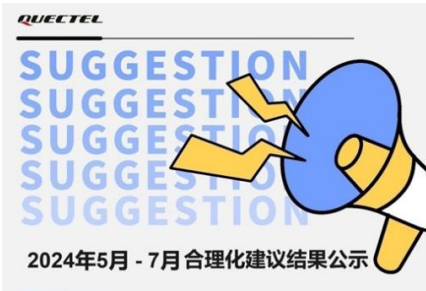 QUECTEL
SUGGESTION
SUGGESTION
SUGGESTION
SUGGESTION
SUGGESTION
2024年5月 - 7月合理化建议结果公示